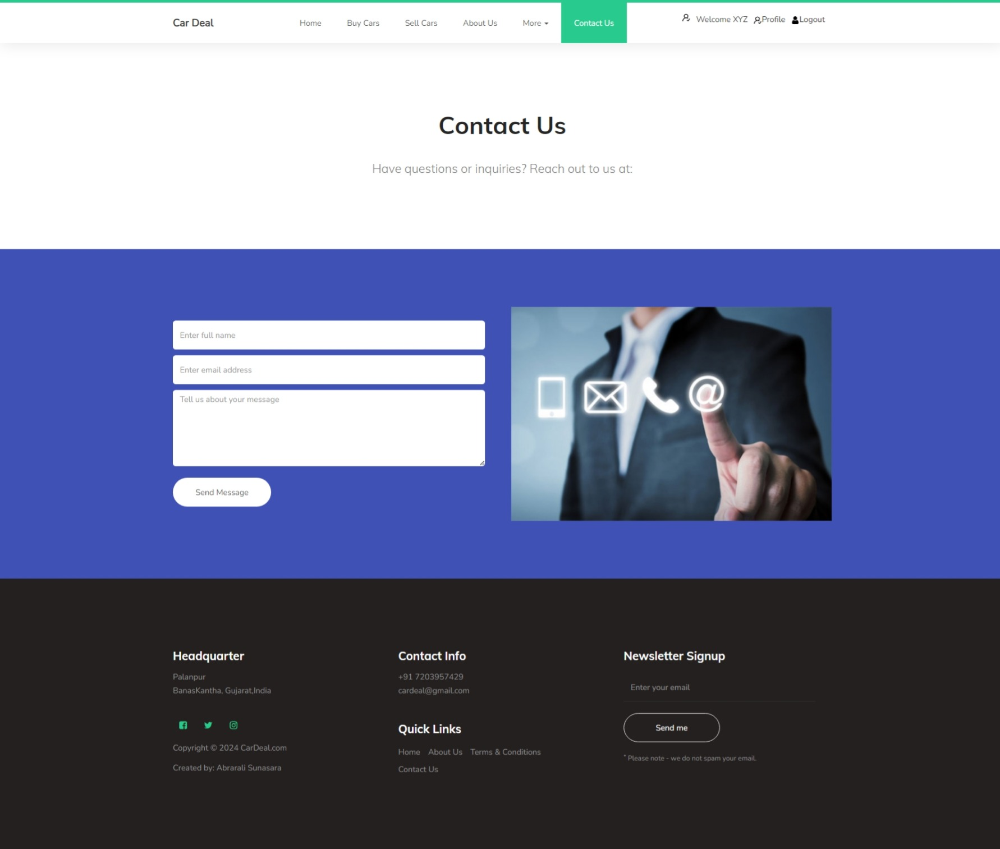 Car Deal
Home
Buy Cars
Sell Cars
About Us
More
Contact Us
Welcome XYZ
Profile
Logout
Contact Us
Have questions or inquiries? Reach out to us at:
Enter full name
Enter email address
Tell us about your message
Send Message
@
Headquarter
Palanpur
BanasKantha, Gujarat,India
Copyright © 2024 CarDeal.com
Created by: Abrarali Sunasara
Contact Info
+91 7203957429
cardeal@gmail.com
Quick Links
Home About Us Terms & Conditions
Contact Us
Newsletter Signup
Enter your email
Send me
* Please note - we do not spam your email.